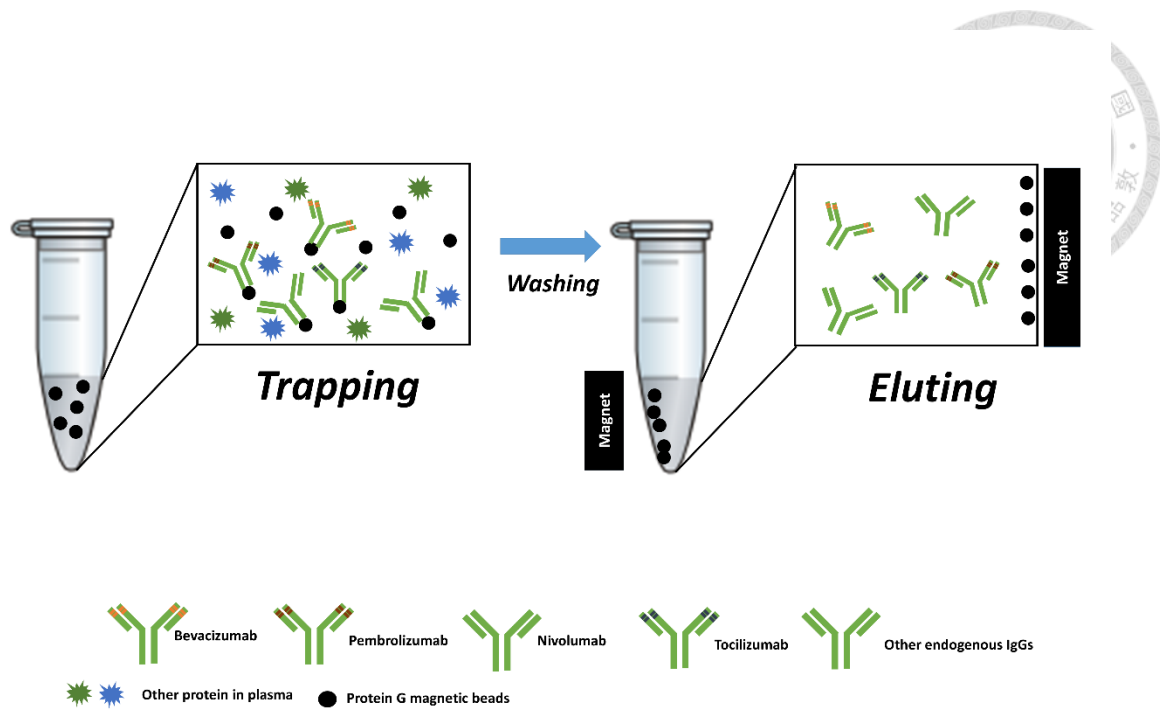 Trapping
Washing
Magnet
Eluting
Magnet
Bevacizumab
Pembrolizumab
Nivolumab
Tocilizumab
Other endogenous IgGs
Other protein in plasma
Protein G magnetic beads